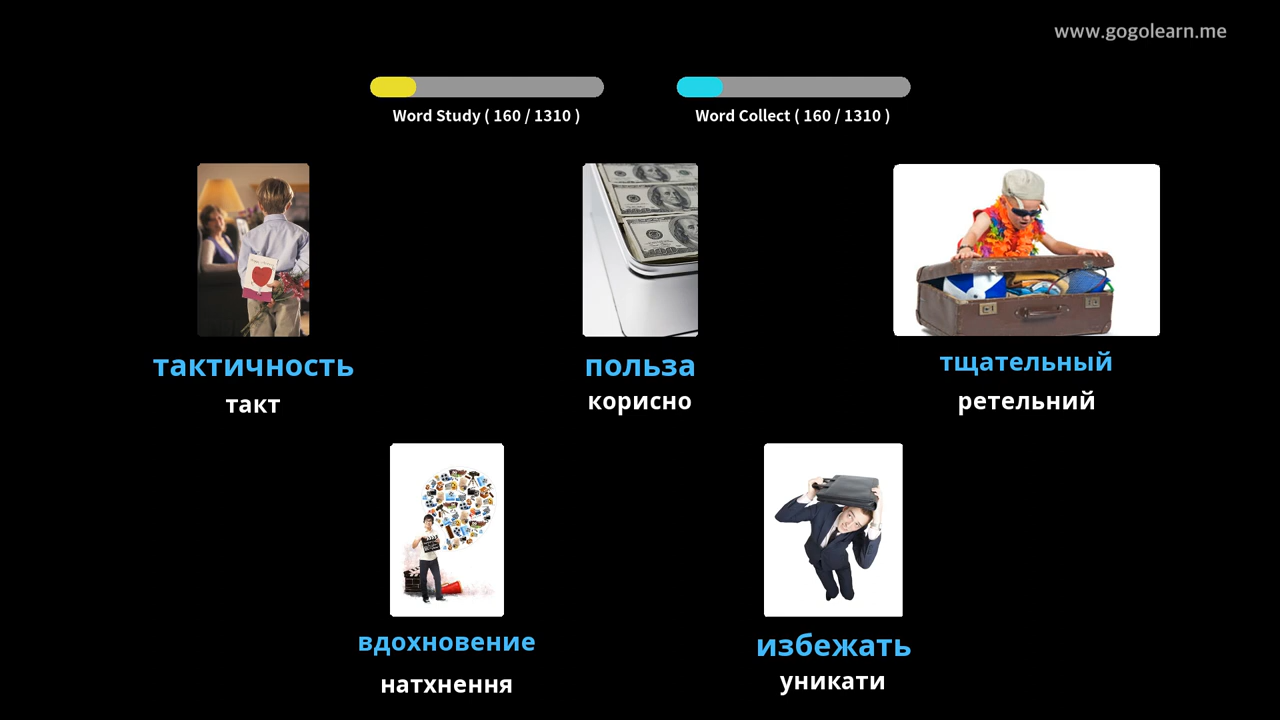 www.gogolearn.me
Word Study ( 160 / 1310 )
Word Collect ( 160 / 1310 )
тактичность
такт
польза
корисно
тщательный
ретельний
вдохновение
натхнення
избежать
уникати